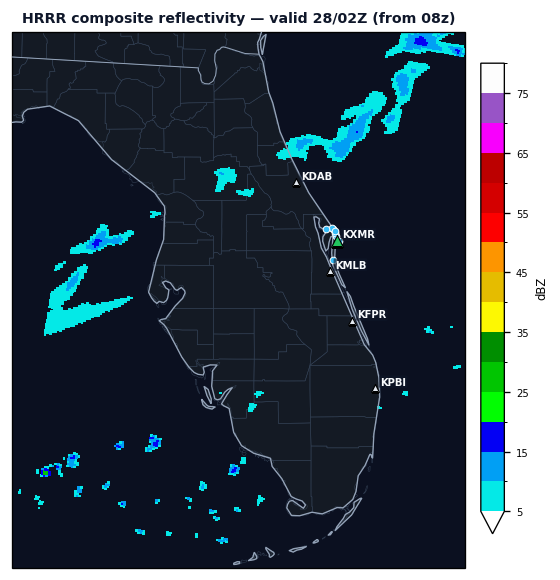 HRRR composite reflectivity — valid 28/02Z (from 08z)
KDAB
KXMR
KMLB
KFPR
KPBI
75
65
55
45
35
25
15
5
dBZ